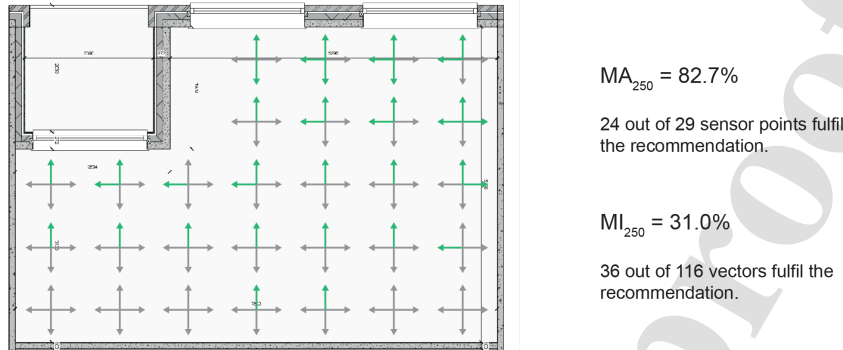 MA250 = 82.7%
24 out of 29 sensor points fulfil
the recommendation.
MI250 = 31.0%
36 out of 116 vectors fulfil the
recommendation.